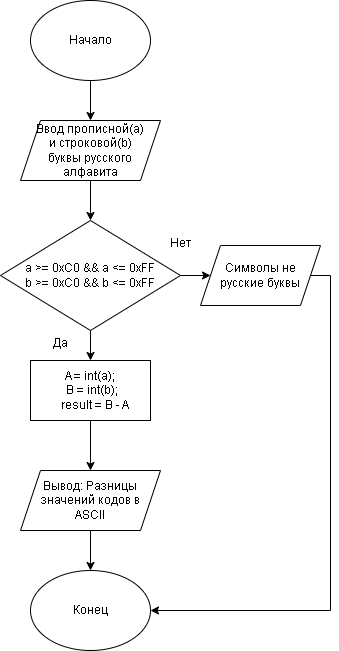 Начало
Ввод прописной(a)
и строковой(b)
буквы русского
алфавита
Нет
a >= 0xC0 && a <= 0xFF
b >= 0xC0 && b <= 0xFF
Символы не
русские буквы
Да
A = int(a);
B = int(b);
result = B - A
Вывод: Разницы
значений кодов в
ASCII
Конец